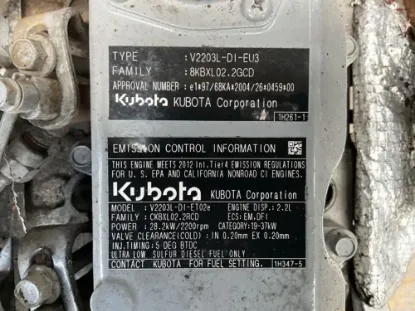 TYPE : V2203L-DI-EU3
FAMILY : 8KBXL02.2GCD
APPROVAL NUMBER : e1*97/68KA*2004/26*0459*00
Kubota KUBOTA Corporation
1H261-1
EMISSION CONTROL INFORMATION
THIS ENGINE MEETS 2012 Int.Tier4 EMISSION REGULATIONS
FOR U. S. EPA AND CALIFORNIA NONROAD CI ENGINES.
Kubota KUBOTA Corporation
MODEL : V2203L-DI-ET02e ENGINE DISP.: 2.2L
FAMILY : CKBXL02.2RCD ECS: EM,DFI
POWER : 28.2kW/2200rpm CATEGORY:19-37kW
VALVE CLEARANCE(COLD) : IN 0.20mm EX 0.20mm
INJ.TIMING: 5 DEG BTDC
ULTRA LOW SULFUR DIESEL FUEL ONLY
CONTACT KUBOTA FOR FUEL SETTING. 1H347-5